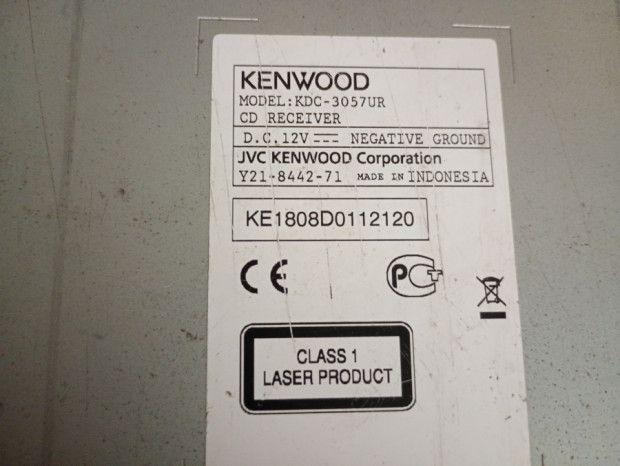 KENWOOD
MODEL:KDC-3057UR
CD RECEIVER
D.C.12V⎓ NEGATIVE GROUND
JVC KENWOOD Corporation
Y21-8442-71 MADE IN INDONESIA
KE1808D0112120
CE
РСТ
CLASS 1
LASER PRODUCT